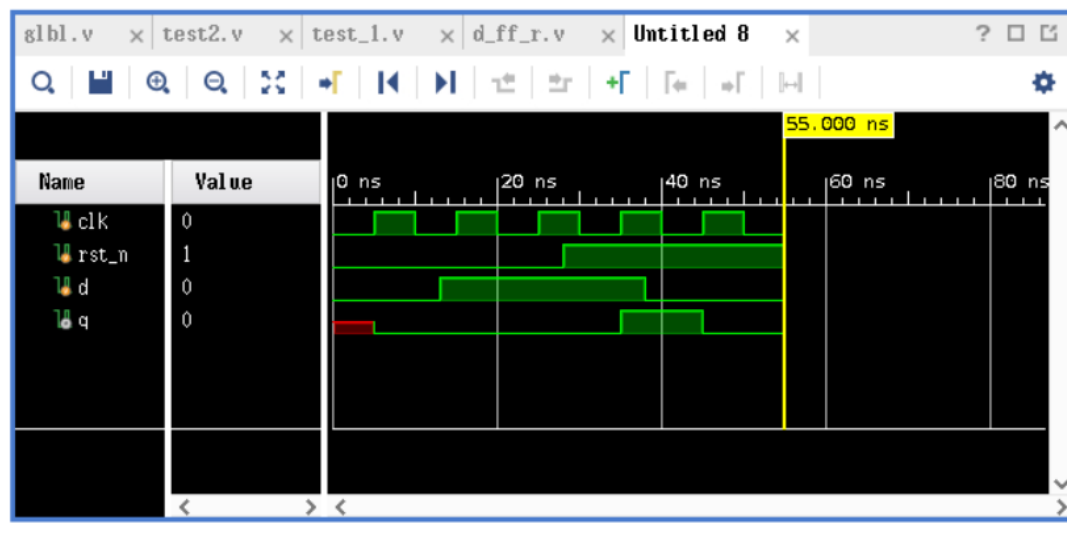 glbl.v × test2.v × test_1.v × d_ff_r.v × Untitled 8 × ?
55.000 ns
Name Value 0 ns 20 ns 40 ns 60 ns 80 ns
clk 0
rst_n 1
d 0
q 0